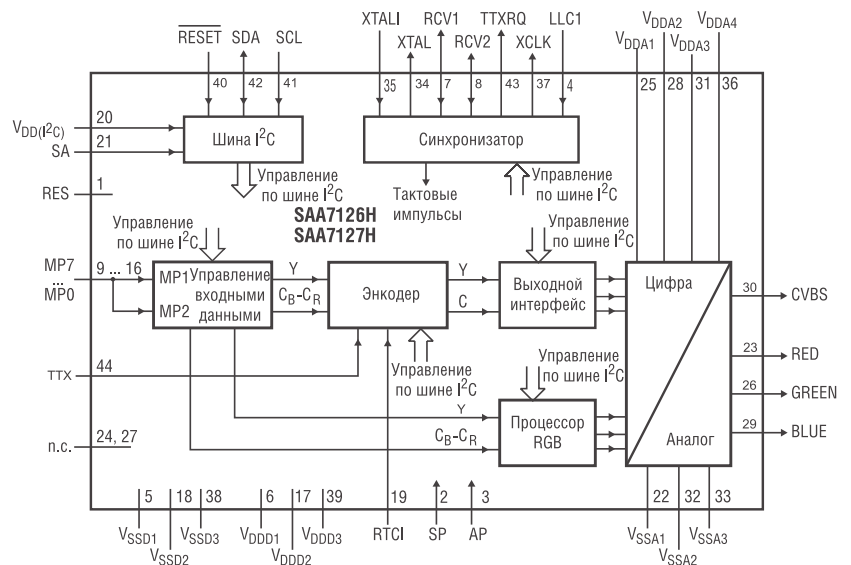 RESET SDA SCL
40 42 41
XTALI RCV1 TTXRQ LLC1
XTAL RCV2 XCLK
35 34 7 8 43 37 4
VDDA2 VDDA4
VDDA1 VDDA3
25 28 31 36
VDD(I²C) 20
SA 21
RES 1
Шина I²C
Синхронизатор
Управление
по шине I²C
Тактовые
импульсы
Управление
по шине I²C
SAA7126H
SAA7127H
Управление
по шине I²C
Управление
по шине I²C
MP7
...
MP0
9 ... 16
MP1
MP2
Управление
входными
данными
Y
CB-CR
Энкодер
Y
C
Выходной
интерфейс
Цифра
Аналог
30 CVBS
23 RED
26 GREEN
29 BLUE
TTX 44
Управление
по шине I²C
Управление
по шине I²C
Y
CB-CR
Процессор
RGB
n.c. 24, 27
5 18 38 6 17 39 19 2 3 22 32 33
VSSD1 VSSD3 VDDD1 VDDD3 RTCI SP AP VSSA1 VSSA3
VSSD2 VDDD2 VSSA2